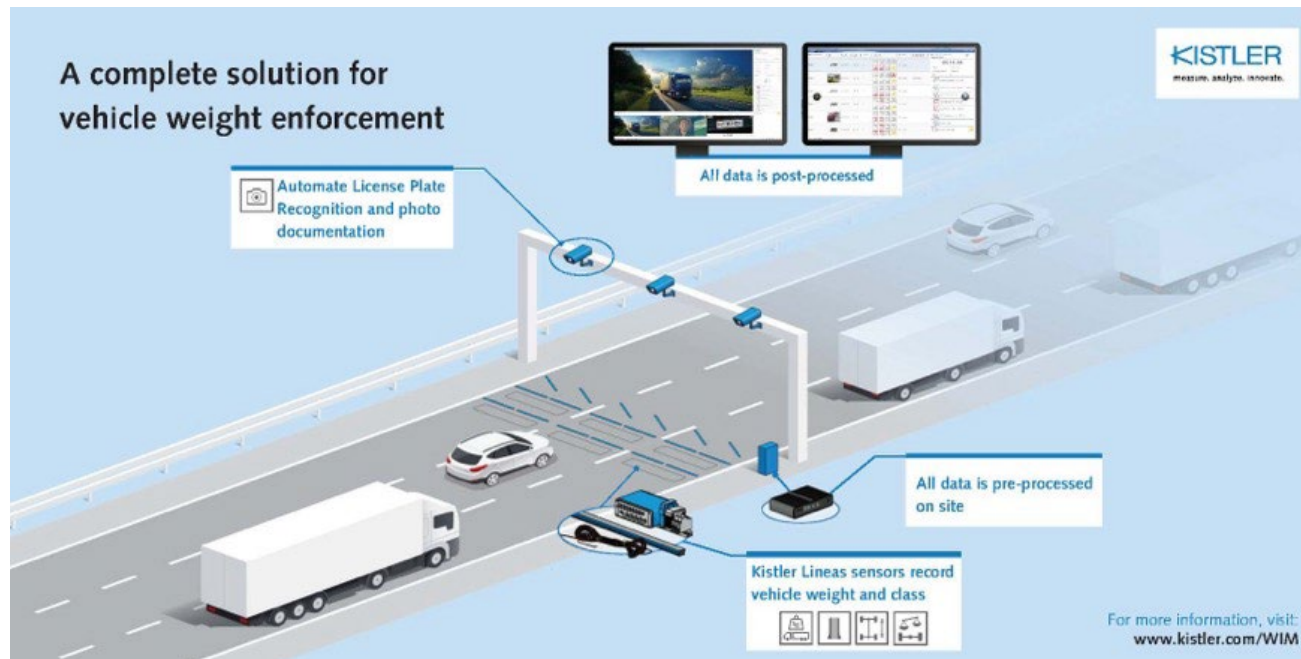 A complete solution for
vehicle weight enforcement
KISTLER
measure. analyze. innovate.
All data is post-processed
Automate License Plate
Recognition and photo
documentation
All data is pre-processed
on site
Kistler Lineas sensors record
vehicle weight and class
For more information, visit:
www.kistler.com/WIM